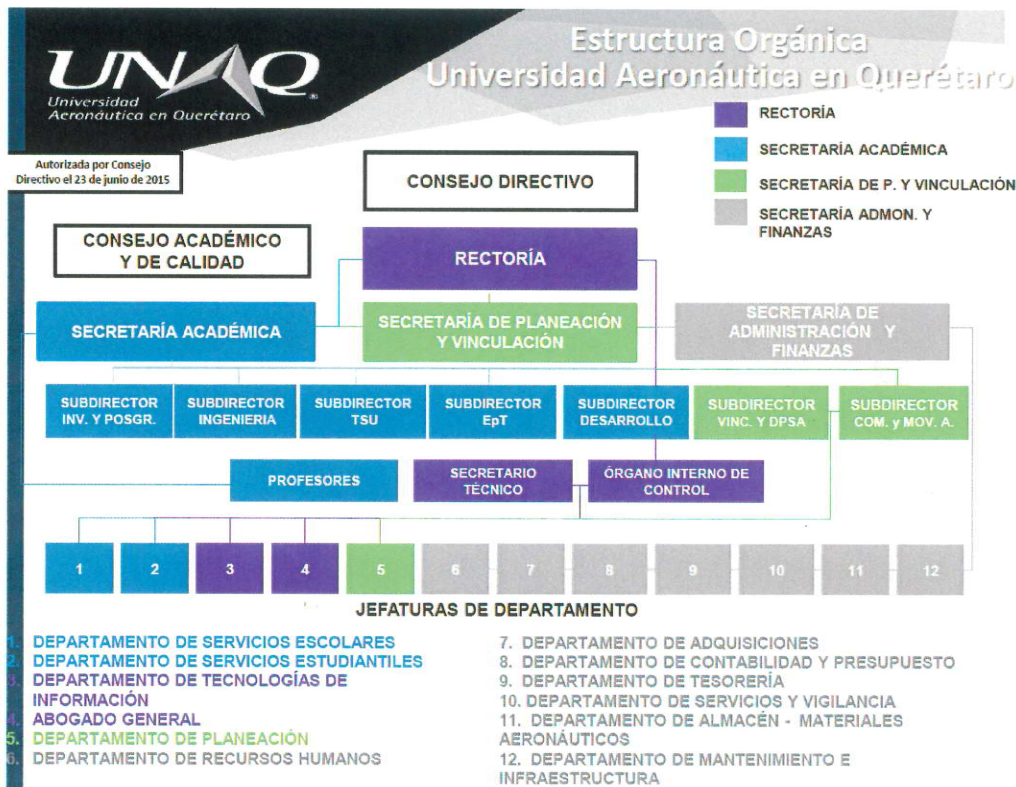 UNAQ
Universidad
Aeronáutica en Querétaro
Estructura Orgánica
Universidad Aeronáutica en Querétaro
RECTORÍA
SECRETARÍA ACADÉMICA
SECRETARÍA DE P. Y VINCULACIÓN
SECRETARÍA ADMON. Y
FINANZAS
Autorizada por Consejo
Directivo el 23 de junio de 2015
CONSEJO DIRECTIVO
CONSEJO ACADÉMICO
Y DE CALIDAD
RECTORÍA
SECRETARÍA ACADÉMICA
SECRETARÍA DE PLANEACIÓN
Y VINCULACIÓN
SECRETARÍA DE
ADMINISTRACIÓN Y
FINANZAS
SUBDIRECTOR
INV. Y POSGR.
SUBDIRECTOR
INGENIERIA
SUBDIRECTOR
TSU
SUBDIRECTOR
EpT
SUBDIRECTOR
DESARROLLO
SUBDIRECTOR
VINC. Y DPSA
SUBDIRECTOR
COM. y MOV. A.
PROFESORES
SECRETARIO
TÉCNICO
ÓRGANO INTERNO DE
CONTROL
1
2
3
4
5
6
7
8
9
10
11
12
JEFATURAS DE DEPARTAMENTO
1. DEPARTAMENTO DE SERVICIOS ESCOLARES
2. DEPARTAMENTO DE SERVICIOS ESTUDIANTILES
3. DEPARTAMENTO DE TECNOLOGÍAS DE
INFORMACIÓN
4. ABOGADO GENERAL
5. DEPARTAMENTO DE PLANEACIÓN
6. DEPARTAMENTO DE RECURSOS HUMANOS
7. DEPARTAMENTO DE ADQUISICIONES
8. DEPARTAMENTO DE CONTABILIDAD Y PRESUPUESTO
9. DEPARTAMENTO DE TESORERÍA
10. DEPARTAMENTO DE SERVICIOS Y VIGILANCIA
11. DEPARTAMENTO DE ALMACÉN - MATERIALES
AERONÁUTICOS
12. DEPARTAMENTO DE MANTENIMIENTO E
INFRAESTRUCTURA